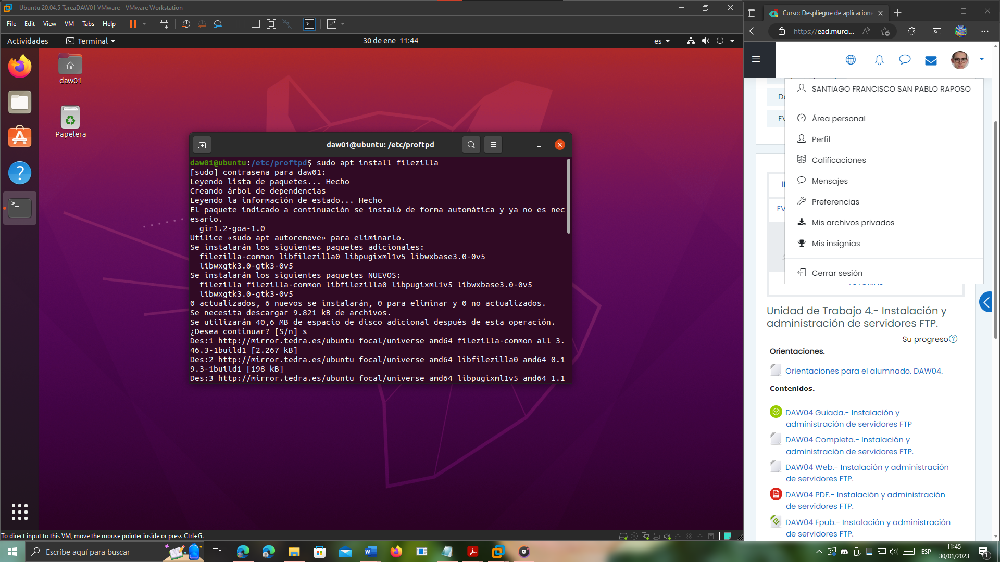 Ubuntu 20.04.5 TareaDAW01 VMware - VMware Workstation
File Edit View VM Tabs Help
Actividades Terminal 30 de ene 11:44 es
daw01
Papelera
daw01@ubuntu: /etc/proftpd
daw01@ubuntu:/etc/proftpd$ sudo apt install filezilla
[sudo] contraseña para daw01:
Leyendo lista de paquetes... Hecho
Creando árbol de dependencias
Leyendo la información de estado... Hecho
El paquete indicado a continuación se instaló de forma automática y ya no es nec
esario.
gir1.2-goa-1.0
Utilice «sudo apt autoremove» para eliminarlo.
Se instalarán los siguientes paquetes adicionales:
filezilla-common libfilezilla0 libpugixml1v5 libwxbase3.0-0v5
libwxgtk3.0-gtk3-0v5
Se instalarán los siguientes paquetes NUEVOS:
filezilla filezilla-common libfilezilla0 libpugixml1v5 libwxbase3.0-0v5
libwxgtk3.0-gtk3-0v5
0 actualizados, 6 nuevos se instalarán, 0 para eliminar y 0 no actualizados.
Se necesita descargar 9.821 kB de archivos.
Se utilizarán 40,6 MB de espacio de disco adicional después de esta operación.
¿Desea continuar? [S/n] s
Des:1 http://mirror.tedra.es/ubuntu focal/universe amd64 filezilla-common all 3.
46.3-1build1 [2.267 kB]
Des:2 http://mirror.tedra.es/ubuntu focal/universe amd64 libfilezilla0 amd64 0.1
9.3-1build1 [198 kB]
Des:3 http://mirror.tedra.es/ubuntu focal/universe amd64 libpugixml1v5 amd64 1.1
To direct input to this VM, move the mouse pointer inside or press Ctrl+G.
Curso: Despliegue de aplicacione
https://ead.murci...
SANTIAGO FRANCISCO SAN PABLO RAPOSO
Área personal
Perfil
Calificaciones
Mensajes
Preferencias
Mis archivos privados
Mis insignias
Cerrar sesión
EV
Unidad de Trabajo 4.- Instalación y
administración de servidores FTP.
Su progreso
Orientaciones.
Orientaciones para el alumnado. DAW04.
Contenidos.
DAW04 Guiada.- Instalación y
administración de servidores FTP
DAW04 Completa.- Instalación y
administración de servidores FTP.
DAW04 Web.- Instalación y administración
de servidores FTP.
DAW04 PDF.- Instalación y administración
de servidores FTP.
DAW04 Epub.- Instalación y administración
de servidores FTP.
Escribe aquí para buscar
ESP
11:45
30/01/2023
1